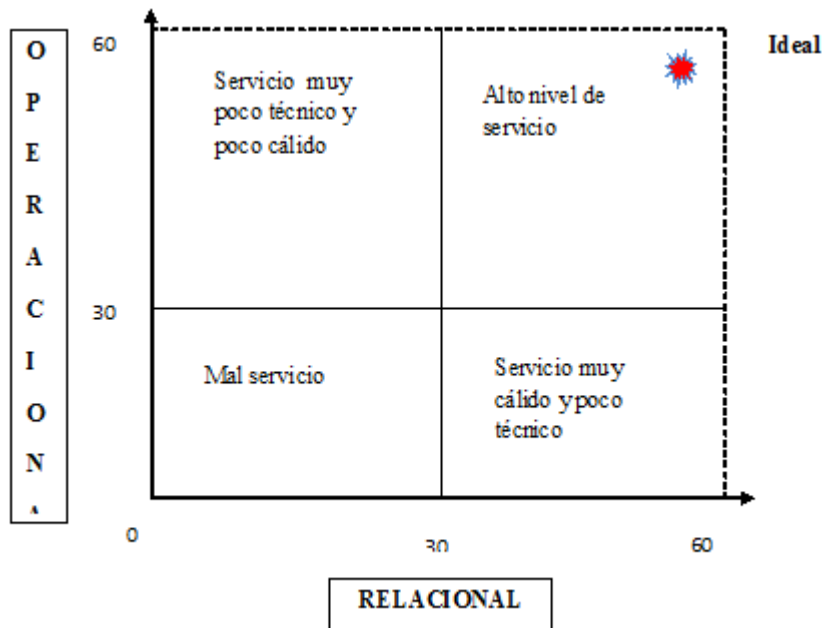 O
P
E
R
A
C
I
O
N
A
60
30
0
30
60
Ideal
Servicio muy
poco técnico y
poco cálido
Alto nivel de
servicio
Mal servicio
Servicio muy
cálido y poco
técnico
RELACIONAL